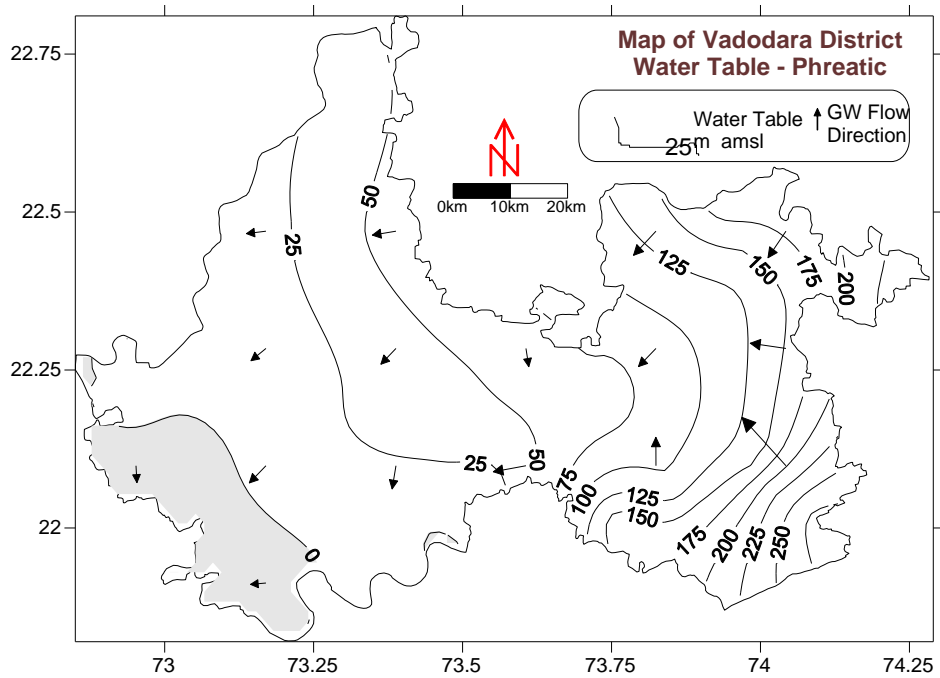 Map of Vadodara District
Water Table - Phreatic
Water Table
25 m amsl
GW Flow
Direction
N
0km 10km 20km
22.75
22.5
22.25
22
73 73.25 73.5 73.75 74 74.25
50
25
125
150
175
200
25
50
75
100
125
150
175
200
225
250
0